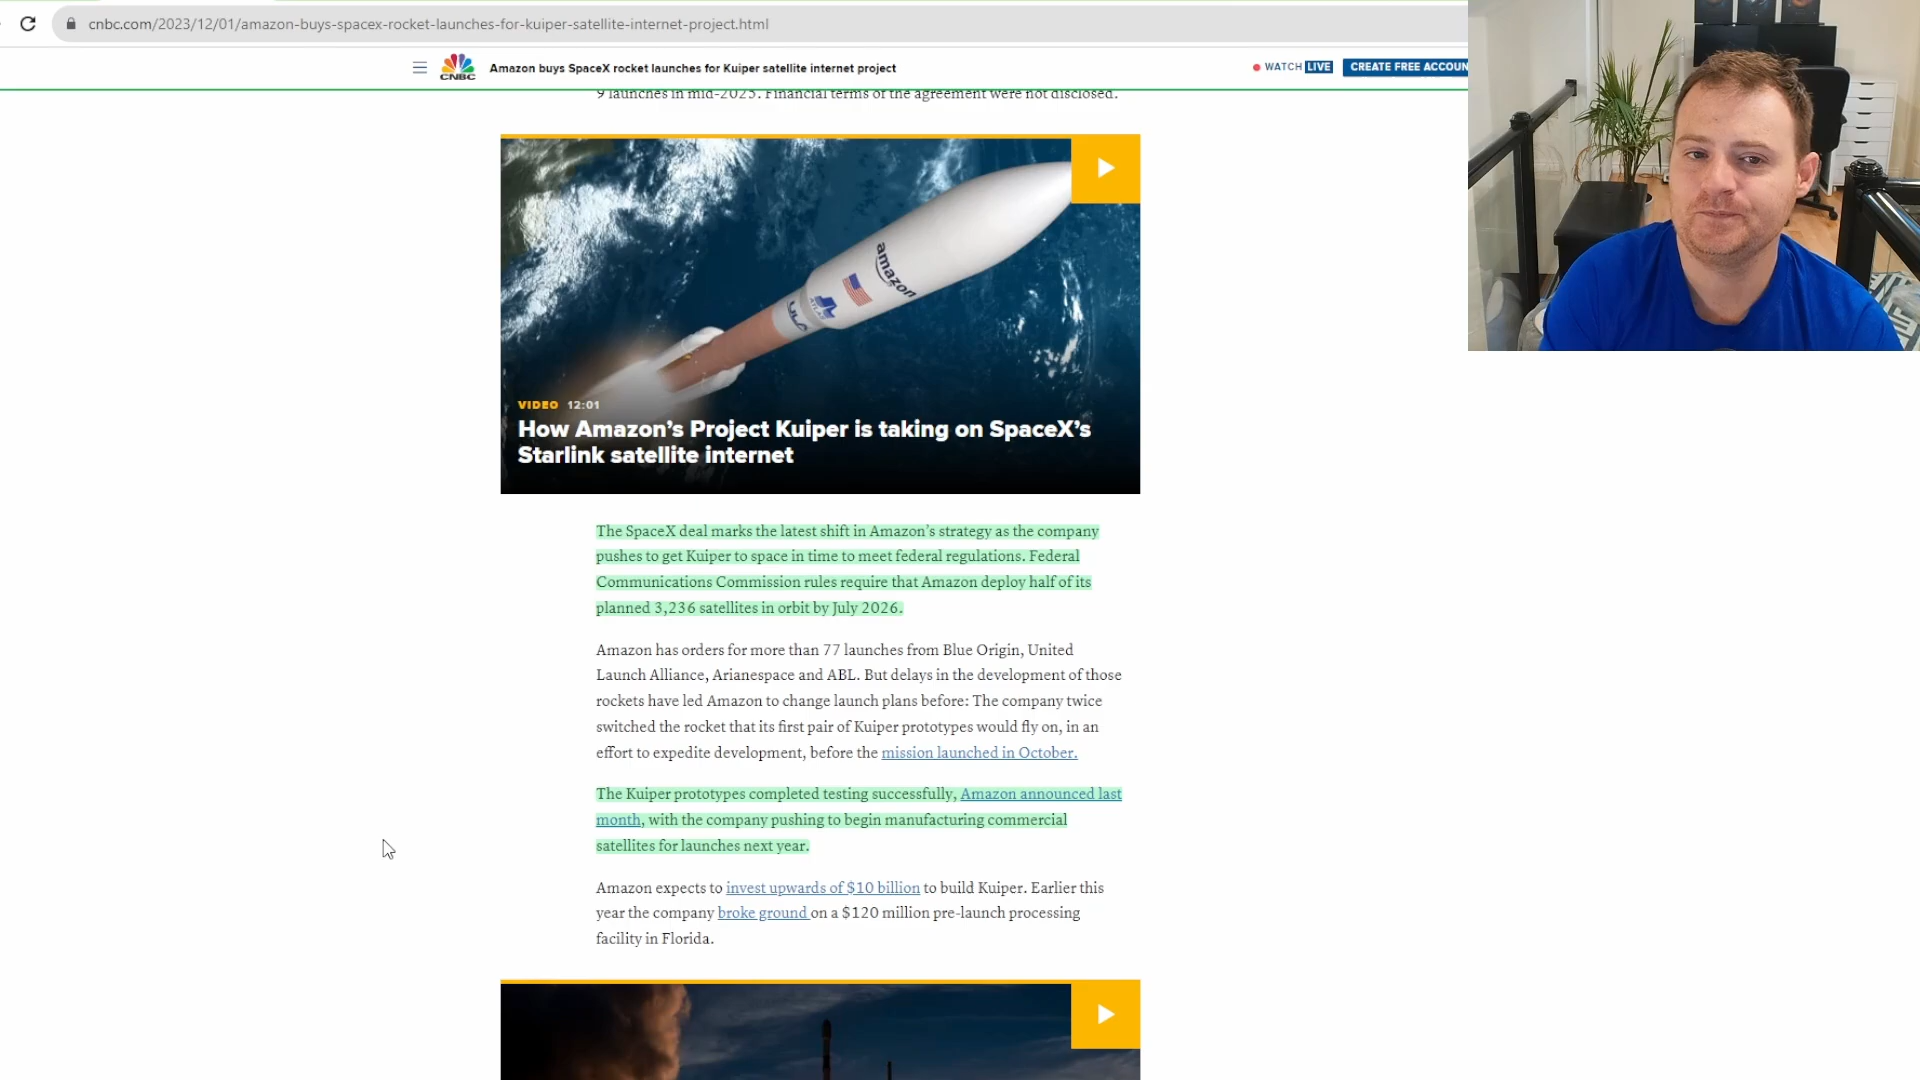 cnbc.com/2023/12/01/amazon-buys-spacex-rocket-launches-for-kuiper-satellite-internet-project.html
CNBC
Amazon buys SpaceX rocket launches for Kuiper satellite internet project
WATCH LIVE
CREATE FREE ACCOUN
9 launches in mid-2025. Financial terms of the agreement were not disclosed.
amazon
ATLAS
ULA
VIDEO 12:01
How Amazon’s Project Kuiper is taking on SpaceX’s
Starlink satellite internet
The SpaceX deal marks the latest shift in Amazon’s strategy as the company
pushes to get Kuiper to space in time to meet federal regulations. Federal
Communications Commission rules require that Amazon deploy half of its
planned 3,236 satellites in orbit by July 2026.
Amazon has orders for more than 77 launches from Blue Origin, United
Launch Alliance, Arianespace and ABL. But delays in the development of those
rockets have led Amazon to change launch plans before: The company twice
switched the rocket that its first pair of Kuiper prototypes would fly on, in an
effort to expedite development, before the mission launched in October.
The Kuiper prototypes completed testing successfully, Amazon announced last
month, with the company pushing to begin manufacturing commercial
satellites for launches next year.
Amazon expects to invest upwards of $10 billion to build Kuiper. Earlier this
year the company broke ground on a $120 million pre-launch processing
facility in Florida.